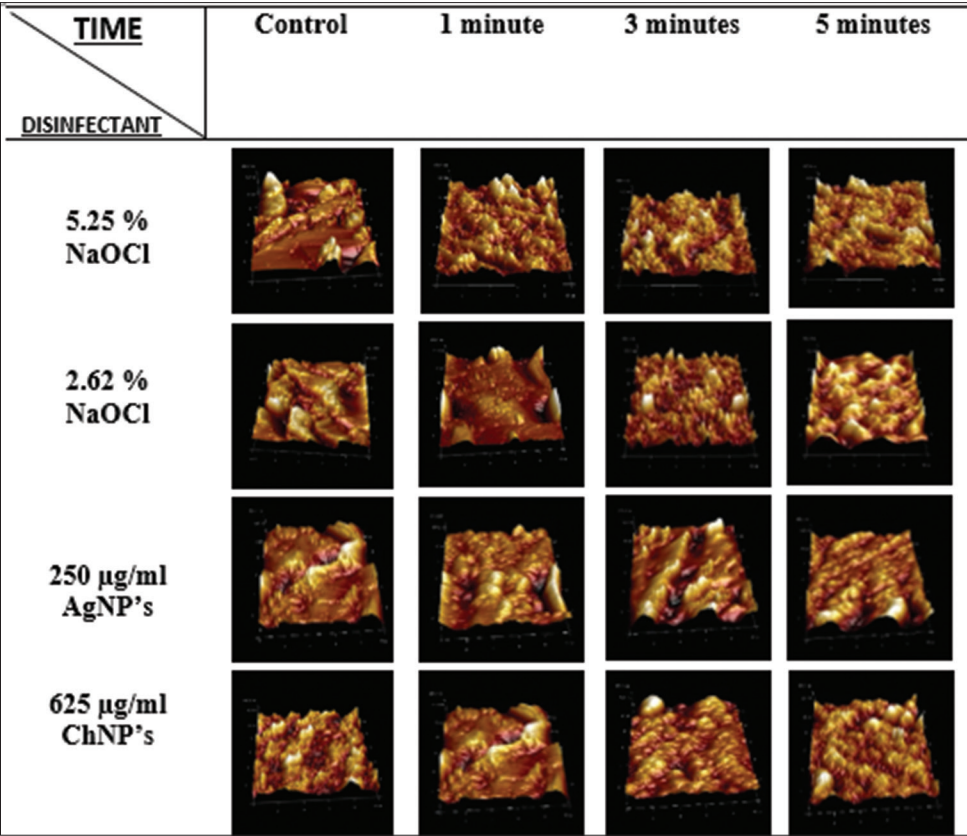 TIME
Control 1 minute 3 minutes 5 minutes
DISINFECTANT
5.25 %
NaOCl
2.62 %
NaOCl
250 µg/ml
AgNP's
625 µg/ml
ChNP's